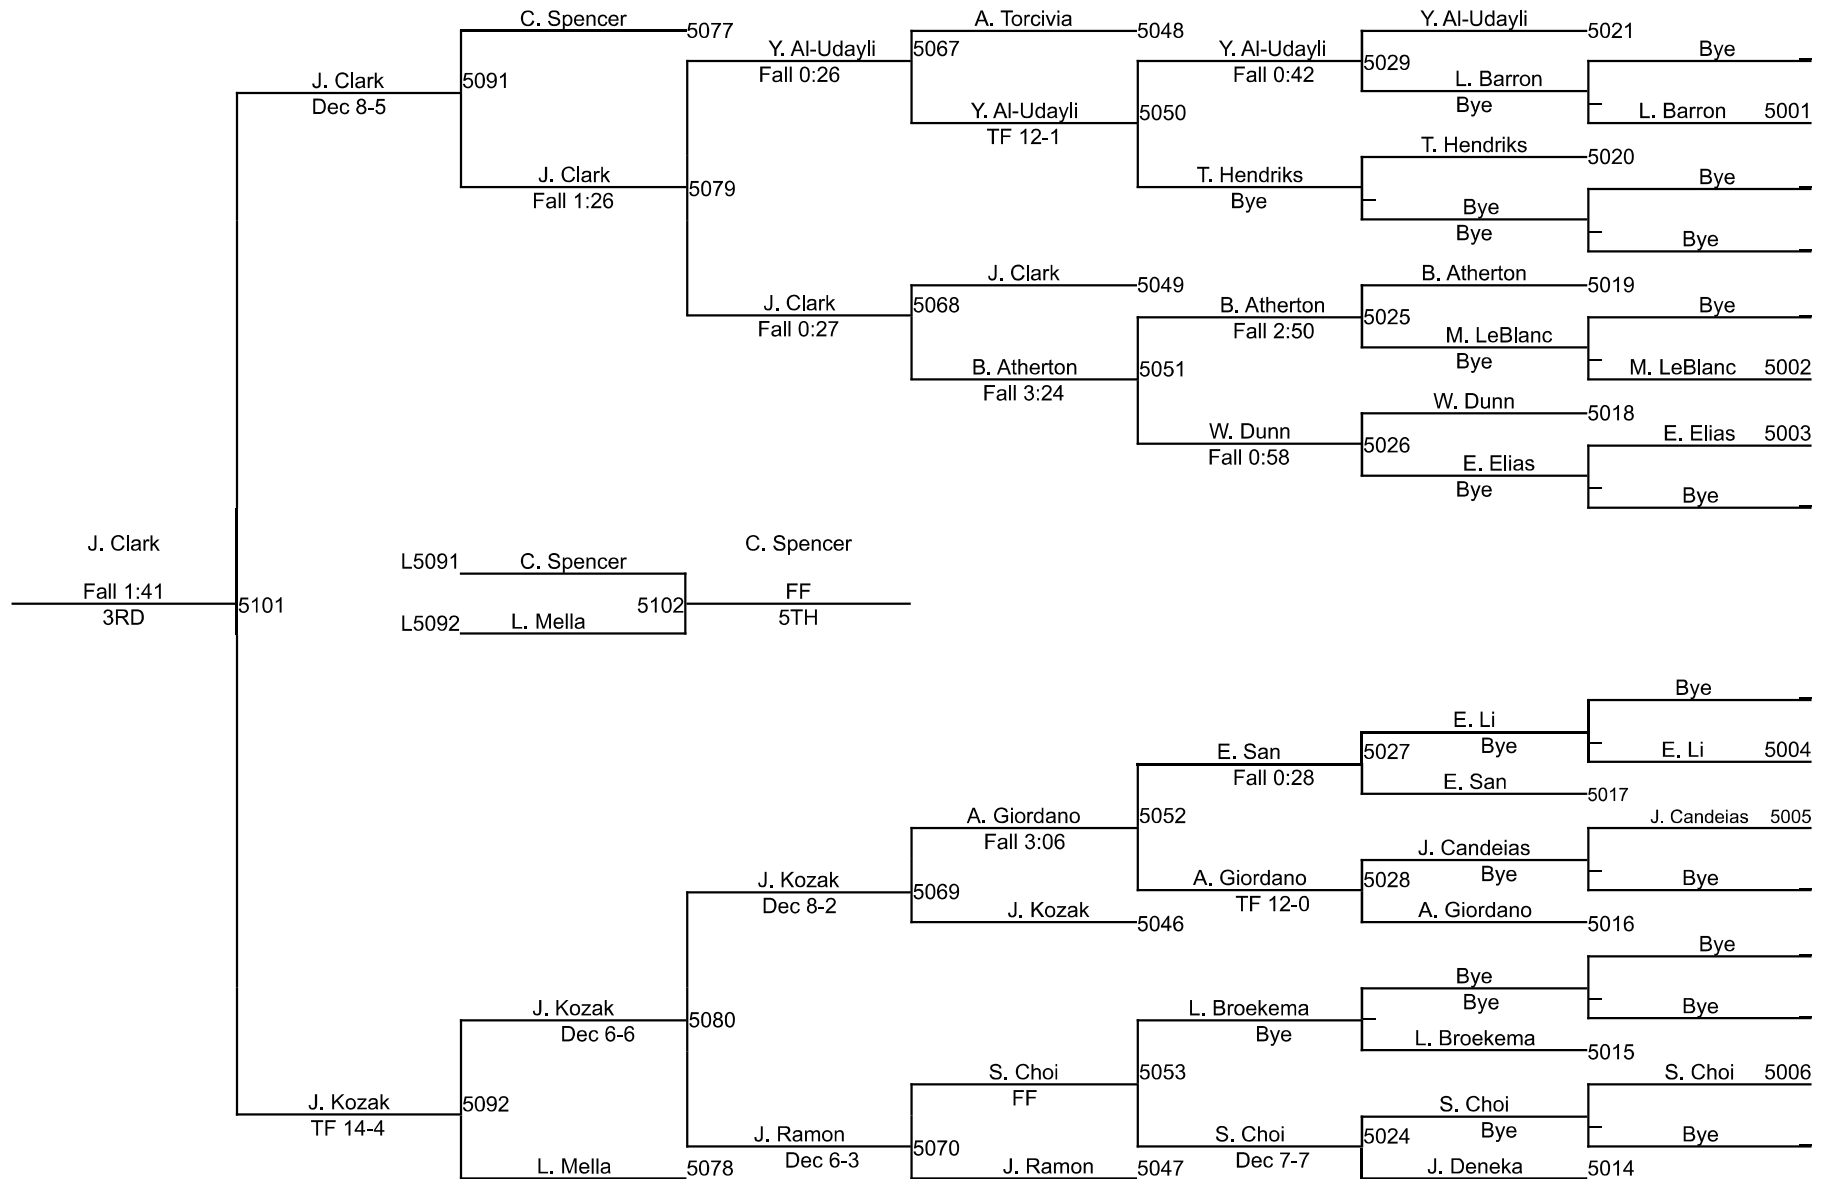 C. Spencer 5077
A. Torcivia 5048
Y. Al-Udayli 5021
Y. Al-Udayli 5067
Y. Al-Udayli
Bye
Fall 0:26
Fall 0:42
5029
L. Barron
J. Clark 5091
Bye
Dec 8-5
Y. Al-Udayli 5050
L. Barron 5001
TF 12-1
T. Hendriks 5020
J. Clark 5079
T. Hendriks
Bye
Fall 1:26
Bye
Bye
Bye
Bye
J. Clark 5049
B. Atherton 5019
J. Clark 5068
B. Atherton 5025
Bye
Fall 0:27
Fall 2:50
M. LeBlanc
Bye
B. Atherton 5051
M. LeBlanc 5002
Fall 3:24
W. Dunn 5018
W. Dunn 5026
E. Elias 5003
Fall 0:58
E. Elias
Bye
Bye
J. Clark
C. Spencer
L5091 C. Spencer
Fall 1:41
FF
5101
5102
3RD
5TH
L5092 L. Mella
Bye
E. Li
Bye
E. San 5027
E. Li 5004
Fall 0:28
E. San 5017
A. Giordano 5052
J. Candeias 5005
Fall 3:06
J. Candeias
Bye
J. Kozak 5069
A. Giordano 5028
Bye
Dec 8-2
TF 12-0
J. Kozak 5046
A. Giordano 5016
Bye
Bye
Bye
J. Kozak 5080
L. Broekema
Bye
Dec 6-6
Bye
L. Broekema 5015
S. Choi 5053
S. Choi 5006
FF
J. Kozak 5092
S. Choi
TF 14-4
Bye
J. Ramon 5070
S. Choi 5024
Bye
Dec 6-3
Dec 7-7
L. Mella 5078
J. Ramon 5047
J. Deneka 5014